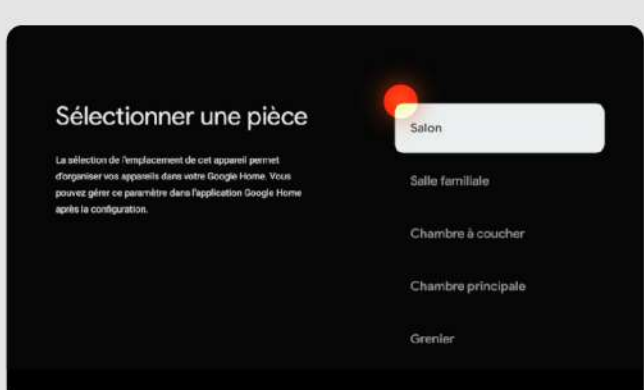 Sélectionner une pièce
La sélection de l'emplacement de cet appareil permet
d'organiser vos appareils dans votre Google Home. Vous
pouvez gérer ce paramètre dans l'application Google Home
après la configuration.
Salon
Salle familiale
Chambre à coucher
Chambre principale
Grenier